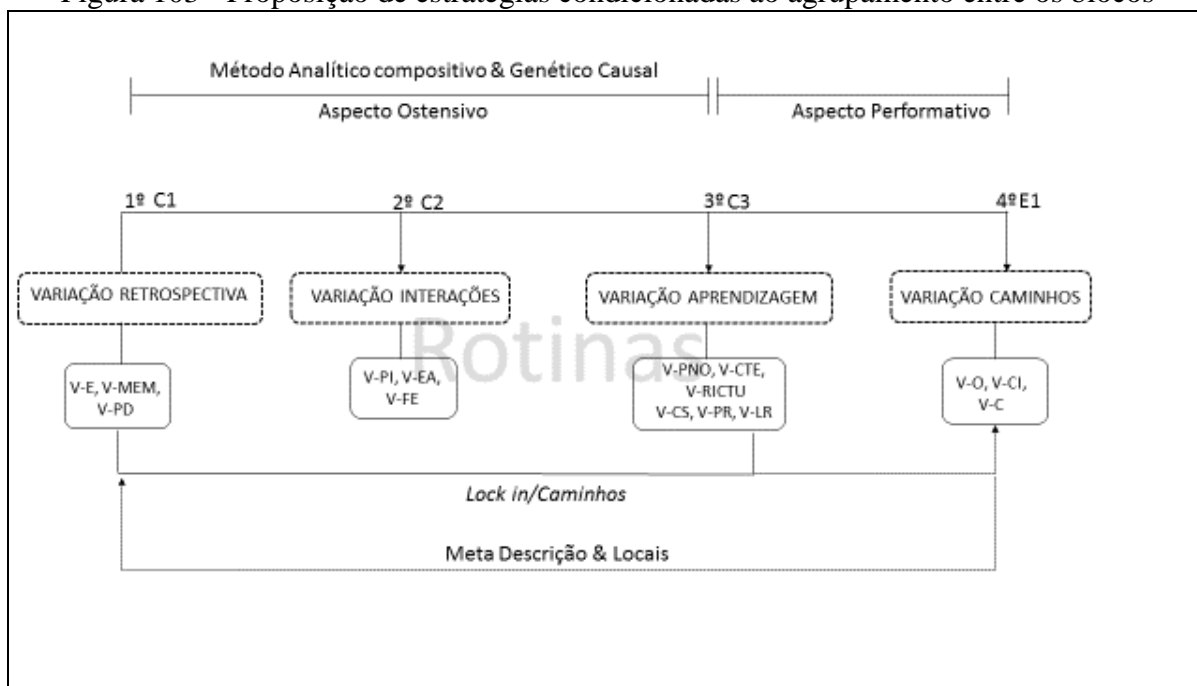 Figura 103 - Proposição de estratégias condicionadas ao agrupamento entre os blocos
Método Analítico compositivo & Genético Causal
Aspecto Ostensivo
Aspecto Performativo
1º C1
2º C2
3º C3
4º E1
VARIAÇÃO RETROSPECTIVA
VARIAÇÃO INTERAÇÕES
VARIAÇÃO APRENDIZAGEM
VARIAÇÃO CAMINHOS
Rotinas
V-E, V-MEM,
V-PD
V-PI, V-EA,
V-FE
V-PNO, V-CTE,
V-RICTU
V-CS, V-PR, V-LR
V-O, V-CI,
V-C
Lock in/Caminhos
Meta Descrição & Locais